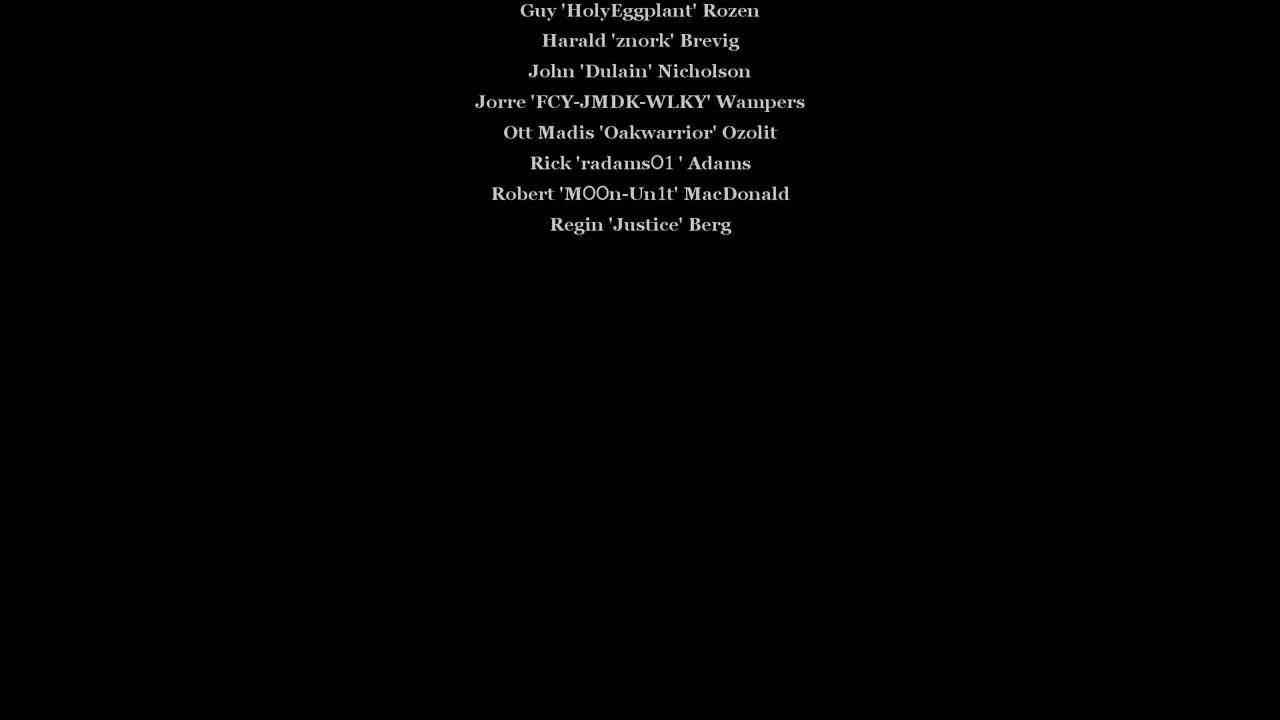 Guy 'HolyEggplant' Rozen
Harald 'znork' Brevig
John 'Dulain' Nicholson
Jorre 'FCY-JMDK-WLKY' Wampers
Ott Madis 'Oakwarrior' Ozolit
Rick 'radams01 ' Adams
Robert 'M00n-Un1t' MacDonald
Regin 'Justice' Berg